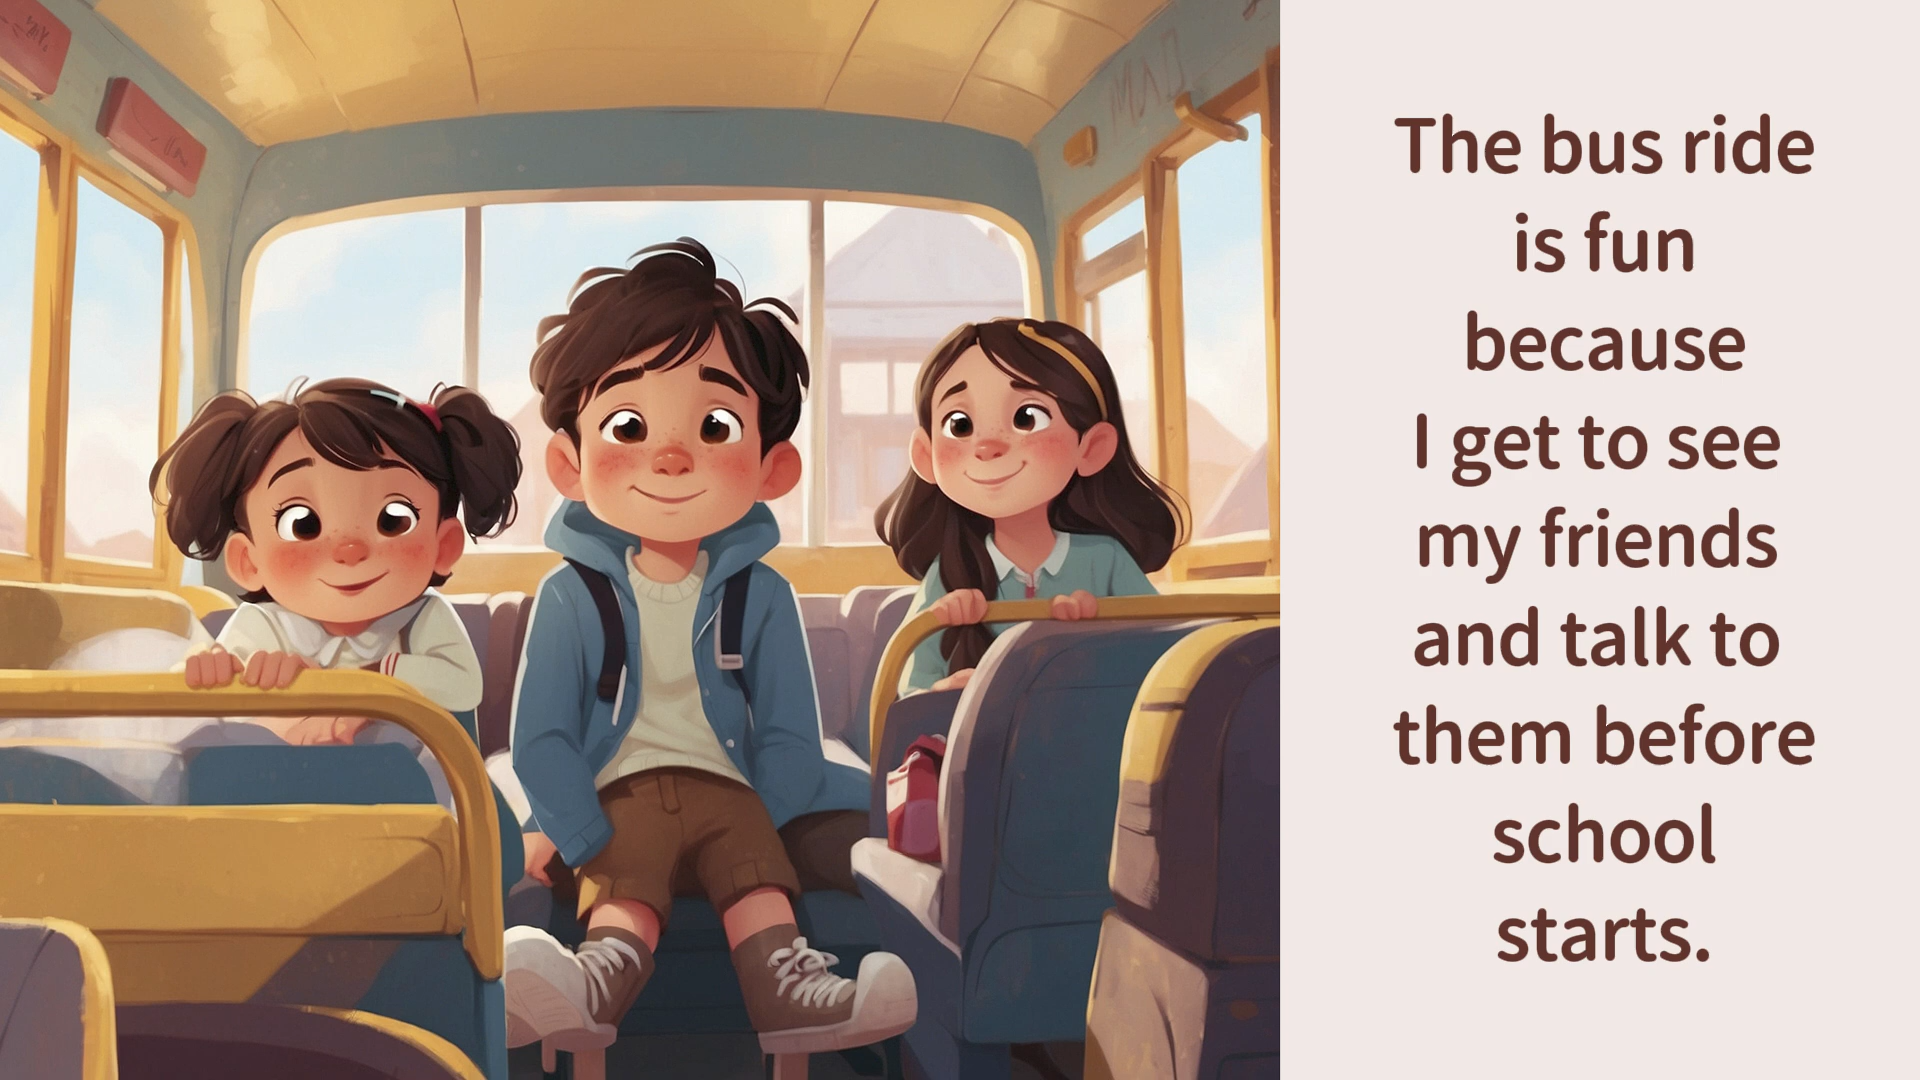 The bus ride
is fun
because
I get to see
my friends
and talk to
them before
school
starts.